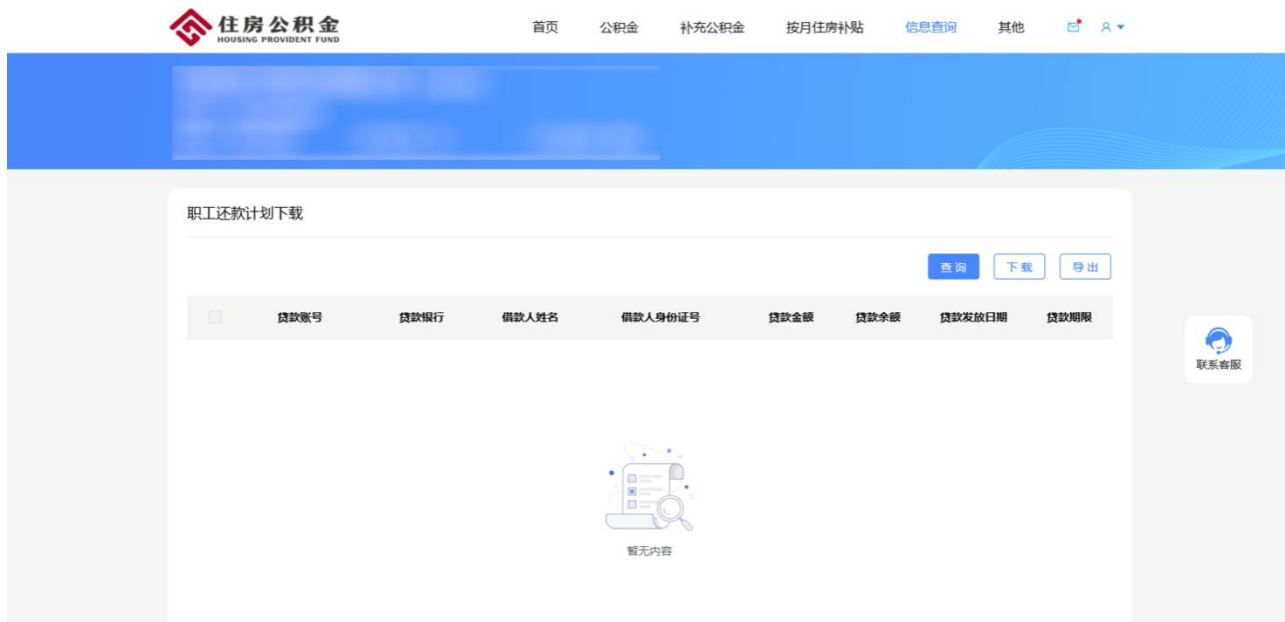 住房公积金
HOUSING PROVIDENT FUND
首页 公积金 补充公积金 按月住房补贴 信息查询 其他
职工还款计划下载
查询 下载 导出
贷款账号 贷款银行 借款人姓名 借款人身份证号 贷款金额 贷款余额 贷款发放日期 贷款期限
联系客服
暂无内容